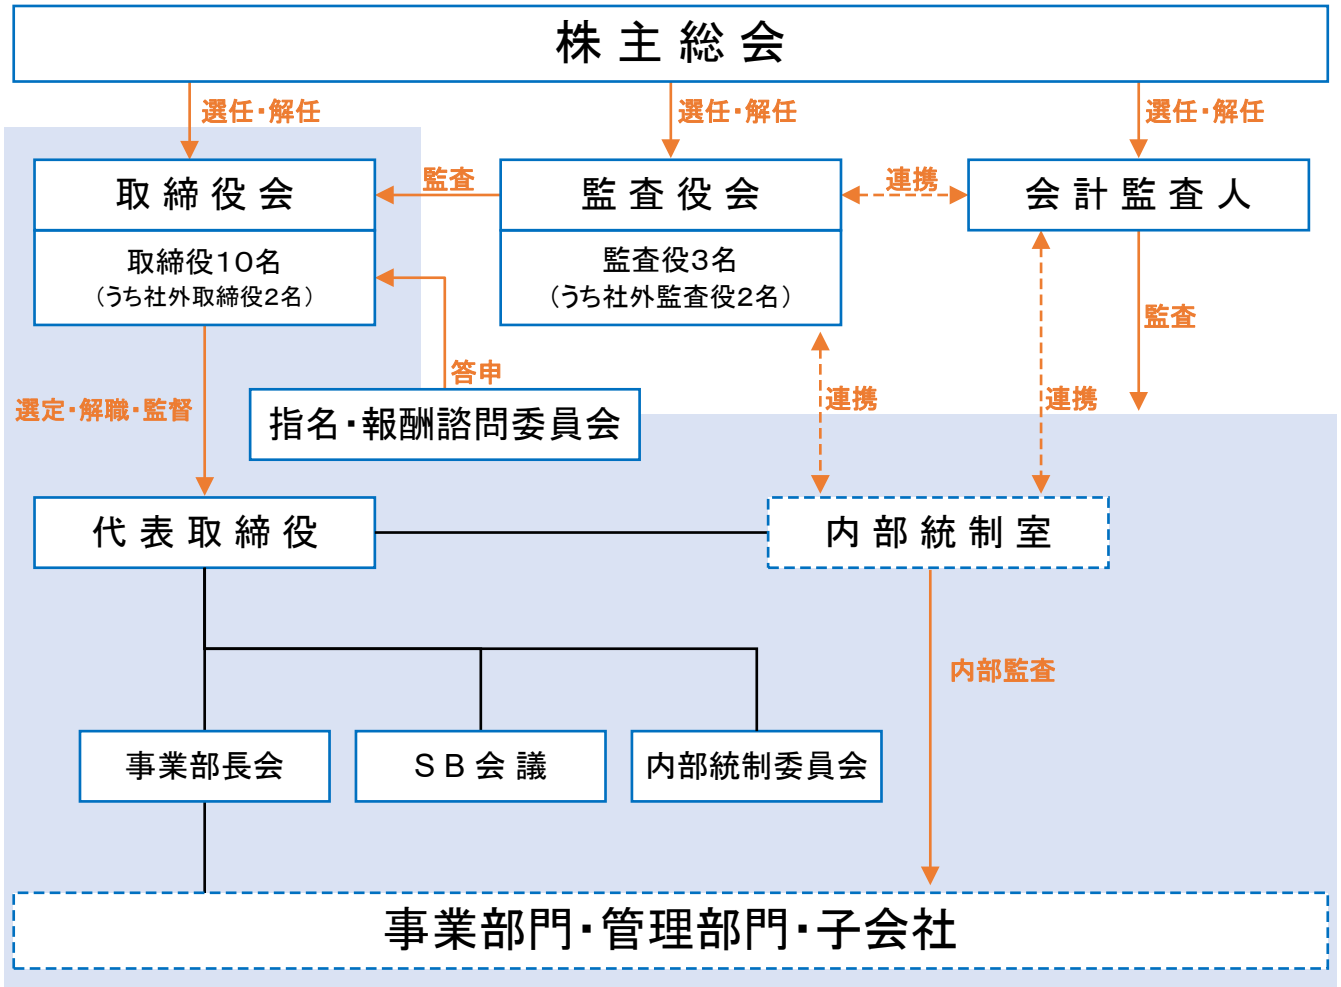 株主総会
選任・解任
選任・解任
選任・解任
取締役会
監査
監査役会
連携
会計監査人
取締役10名
（うち社外取締役2名）
監査役3名
（うち社外監査役2名）
監査
答申
連携
連携
選定・解職・監督
指名・報酬諮問委員会
代表取締役
内部統制室
内部監査
事業部長会
SB会議
内部統制委員会
事業部門・管理部門・子会社